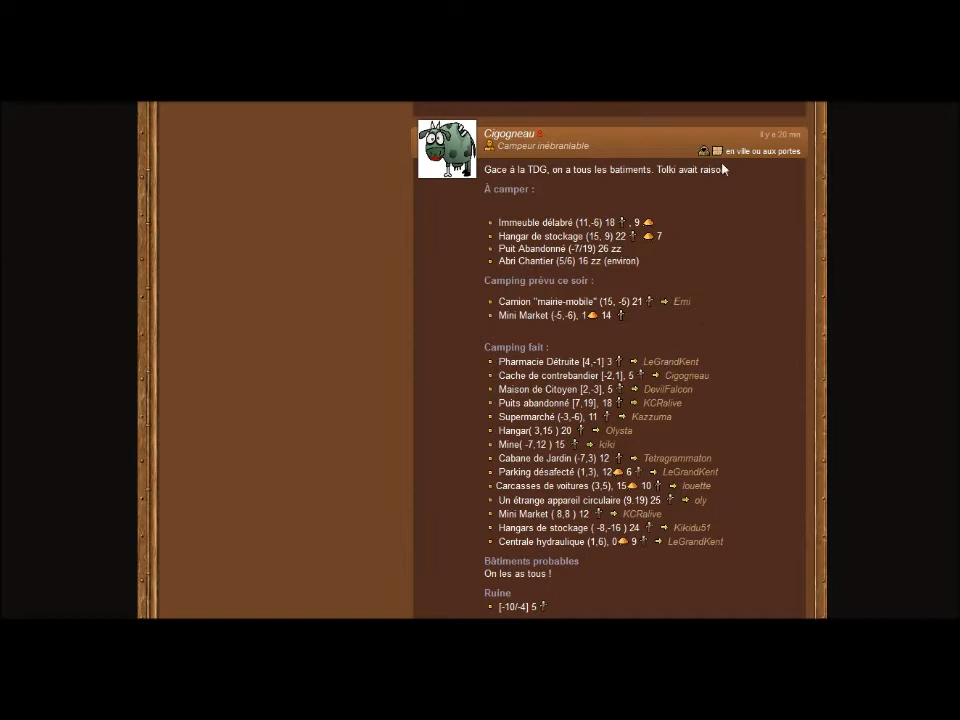 Cigogneau
il y a 20 mn
Campeur inébranlable
en ville ou aux portes
Gace à la TDG, on a tous les batiments. Tolki avait raiso
À camper :
Immeuble délabré (11,-6) 18 , 9
Hangar de stockage (15, 9) 22 7
Puit Abandonné (-7/19) 26 zz
Abri Chantier (5/6) 16 zz (environ)
Camping prévu ce soir :
Camion "mairie-mobile" (15, -5) 21 Emi
Mini Market (-5,-6), 1 14
Camping fait :
Pharmacie Détruite [4,-1] 3 LeGrandKent
Cache de contrebandier [-2,1], 5 Cigogneau
Maison de Citoyen [2,-3], 5 DevilFalcon
Puits abandonné [7,19], 18 KCRalive
Supermarché (-3,-6), 11 Kazzuma
Hangar( 3,15 ) 20 Olysta
Mine( -7,12 ) 15 kiki
Cabane de Jardin (-7,3) 12 Tetragrammaton
Parking désafecté (1,3), 12 6 LeGrandKent
Carcasses de voitures (3,5), 15 10 louette
Un étrange appareil circulaire (9.19) 25 oly
Mini Market ( 8,8 ) 12 KCRalive
Hangars de stockage ( -8,-16 ) 24 Kikidu51
Centrale hydraulique (1,6), 0 9 LeGrandKent
Bâtiments probables
On les as tous !
Ruine
[-10/-4] 5